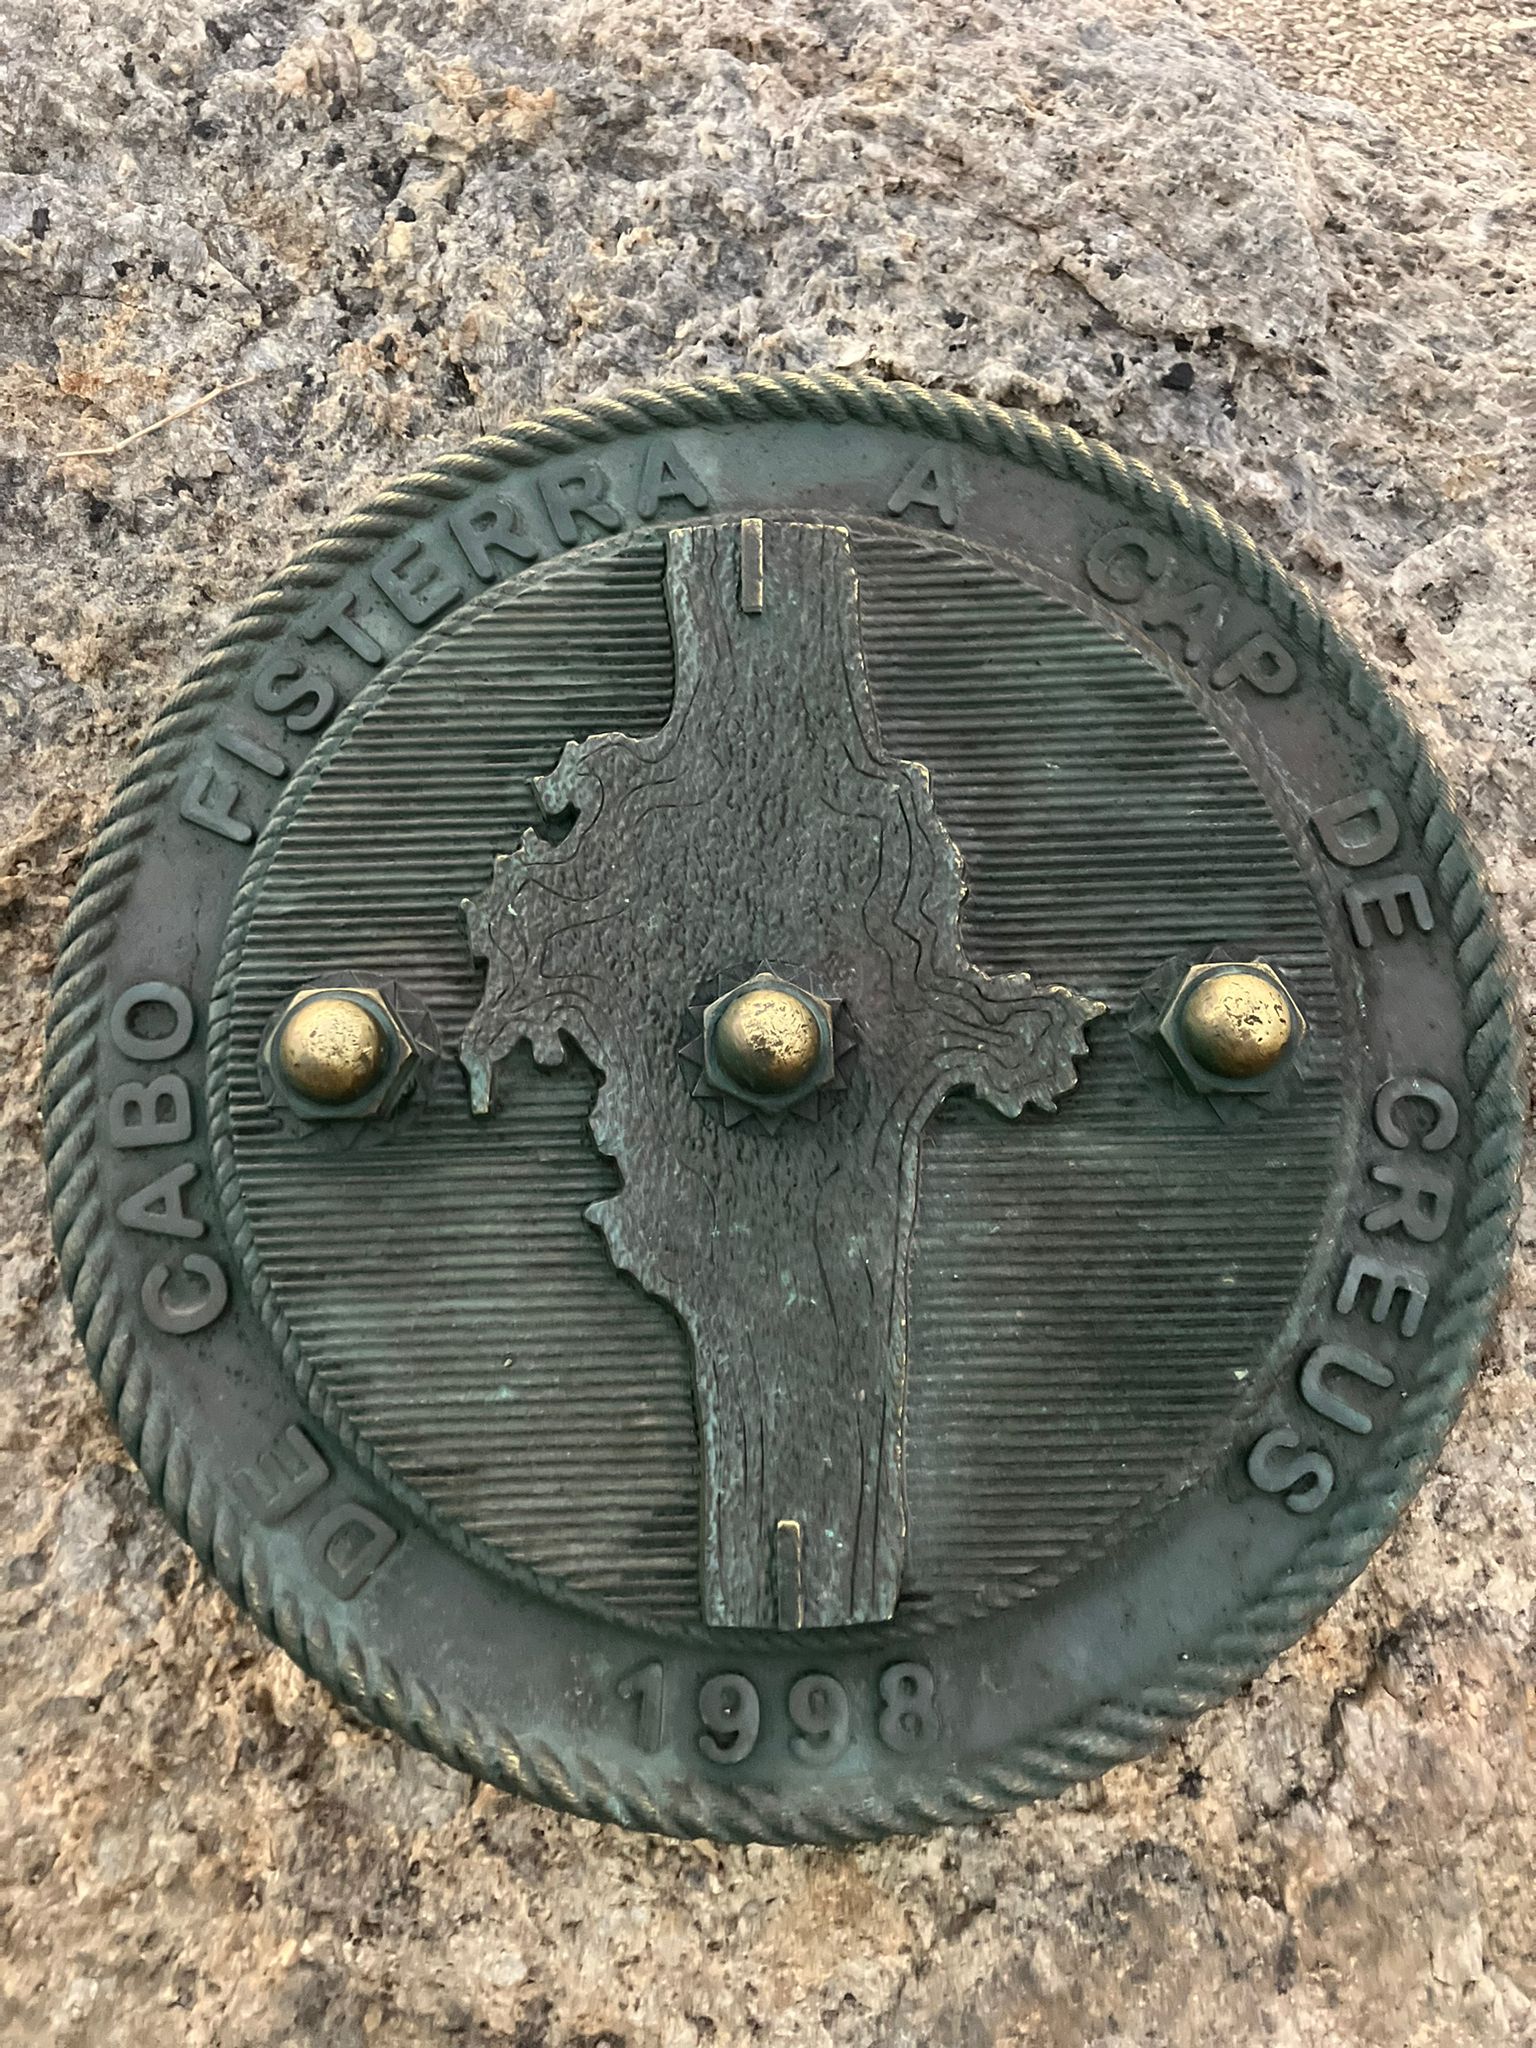 DE CABO FISTERRA A CAP DE CREUS
1998